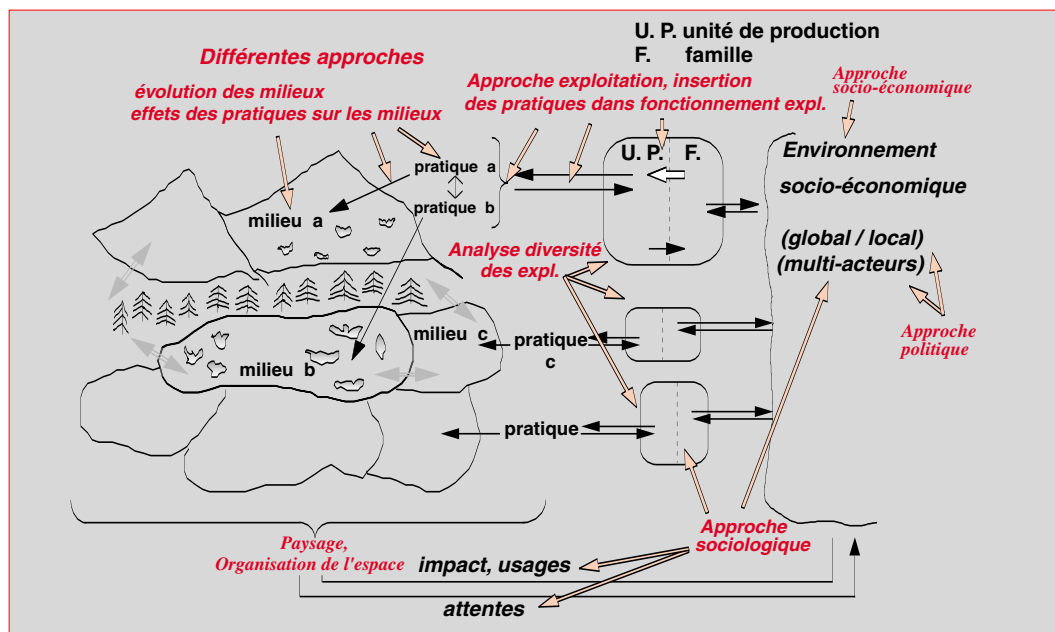 U. P. unité de production
F. famille
Différentes approches
évolution des milieux
effets des pratiques sur les milieux
Approche exploitation, insertion
des pratiques dans fonctionnement expl.
Approche
socio-économique
U. P. F.
Environnement
socio-économique
(global / local)
(multi-acteurs)
pratique a
pratique b
milieu a
Analyse diversité
des expl.
milieu c
pratique
c
milieu b
Approche
politique
pratique
Approche
sociologique
Paysage,
Organisation de l'espace
impact, usages
attentes